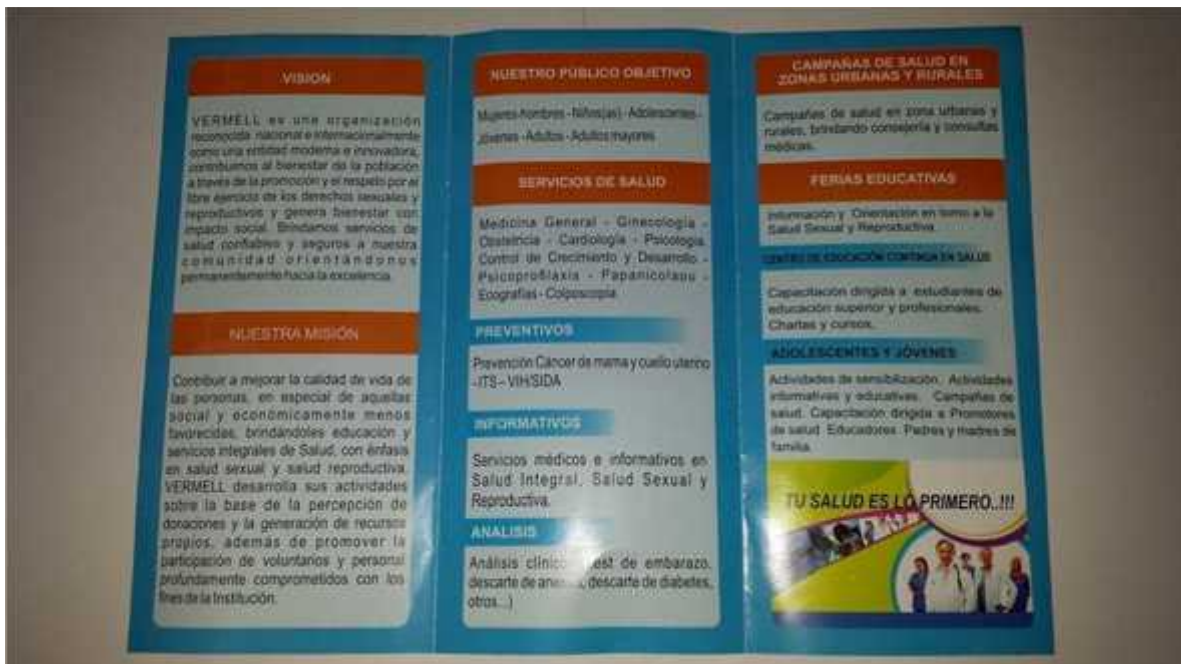 VISION
VERMELL es una organización
reconocida nacional e internacionalmente
como una entidad moderna e innovadora,
contribuimos al bienestar de la población
a través de la promoción y el respeto por el
libre ejercicio de los derechos sexuales y
reproductivos y genera bienestar con
impacto social. Brindamos servicios de
salud confiables y seguros a nuestra
comunidad orientándonos
permanentemente hacia la excelencia.
NUESTRA MISIÓN
Contribuir a mejorar la calidad de vida de
las personas, en especial de aquellas
social y económicamente menos
favorecidas, brindándoles educación y
servicios integrales de Salud, con énfasis
en salud sexual y salud reproductiva.
VERMELL desarrolla sus actividades
sobre la base de la percepción de
donaciones y la generación de recursos
propios, además de promover la
participación de voluntarios y personal
profundamente comprometidos con los
fines de la Institución.
NUESTRO PÚBLICO OBJETIVO
Mujeres-hombres - Niños(as) - Adolescentes -
Jóvenes - Adultos - Adultos mayores
SERVICIOS DE SALUD
Medicina General - Ginecología -
Obstetricia - Cardiología - Psicología
Control de Crecimiento y Desarrollo -
Psicoprofilaxis - Papanicolaou -
Ecografías - Colposcopia
PREVENTIVOS
Prevención Cáncer de mama y cuello uterino
- ITS - VIH/SIDA
INFORMATIVOS
Servicios médicos e informativos en
Salud Integral, Salud Sexual y
Reproductiva.
ANALISIS
Análisis test de embarazo,
descarte de descarte de diabetes,
otros...)
CAMPAÑAS DE SALUD EN
ZONAS URBANAS Y RURALES
Campañas de salud en zona urbanas y
rurales, brindando consejería y consultas
médicas.
FERIAS EDUCATIVAS
Información y Orientación en torno a la
Salud Sexual y Reproductiva
CENTRO DE EDUCACIÓN CONTINUA EN SALUD
Capacitación dirigida a estudiantes de
educación superior y profesionales.
Charlas y cursos.
ADOLESCENTES Y JÓVENES
Actividades de sensibilización. Actividades
informativas y educativas. Campañas de
salud. Capacitación dirigida a Promotores
de salud Educadores Padres y madres de
familia.
TU SALUD ES LO PRIMERO..!!!